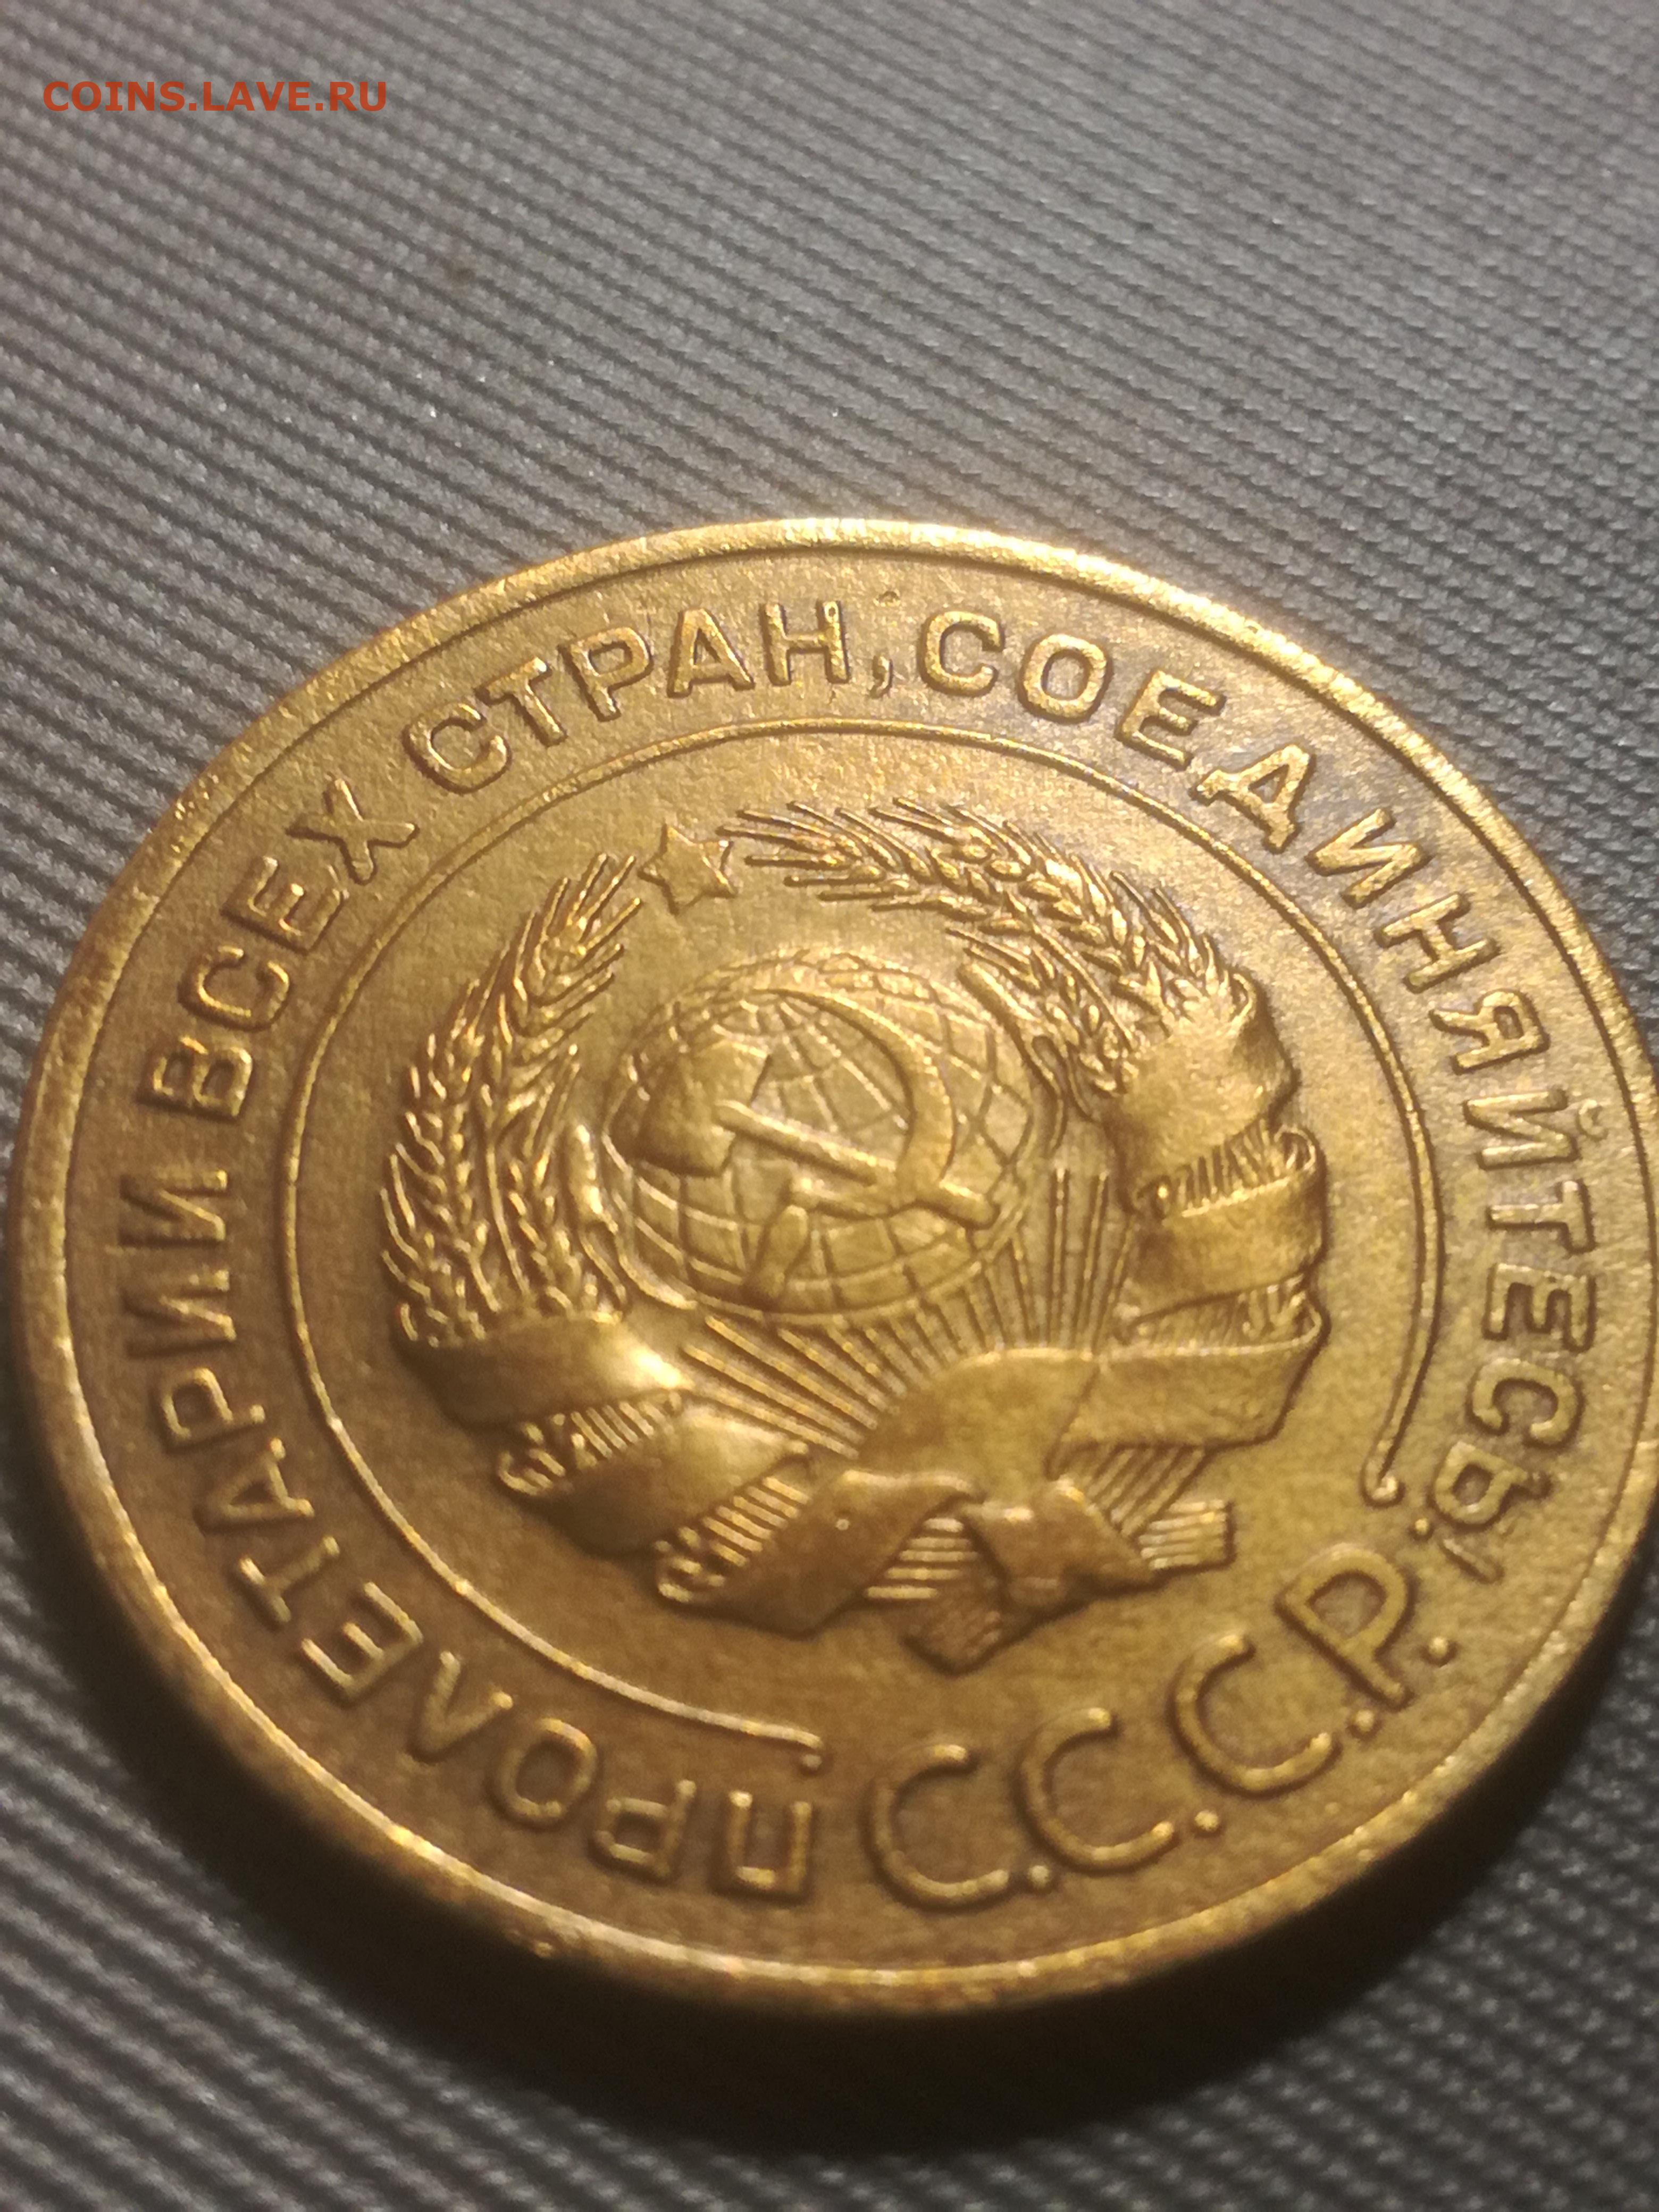 COINS.LAVE.RU
ПРОЛЕТАРИИ ВСЕХ СТРАН, СОЕДИНЯЙТЕСЬ!
С.С.С.Р.